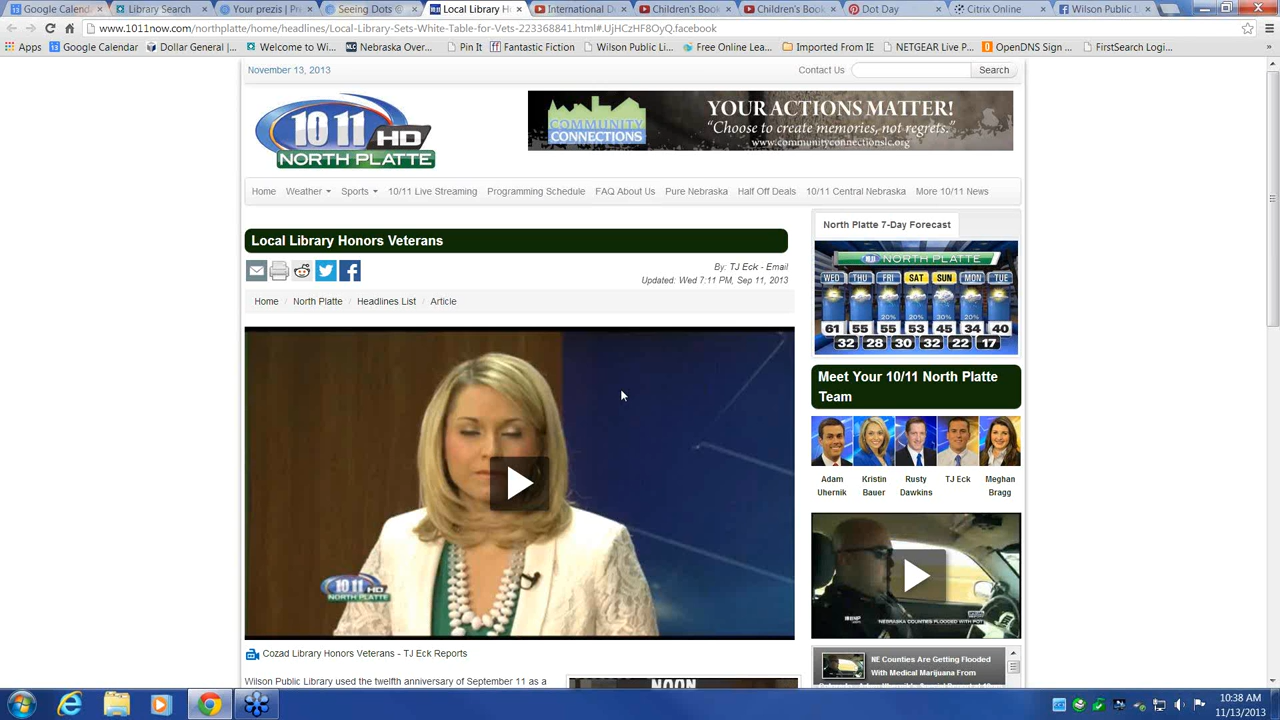 Google Calendar
Library Search
Your prezis | Pr
Seeing Dots @
Local Library H
International D
Children's Book
Children's Book
Dot Day
Citrix Online
Wilson Public L
www.1011now.com/northplatte/home/headlines/Local-Library-Sets-White-Table-for-Vets-223368841.html#.UjHCzHF8OyQ.facebook
Apps
Google Calendar
Dollar General |...
Welcome to Wi...
Nebraska Over...
Pin It
Fantastic Fiction
Wilson Public Li...
Free Online Lea...
Imported From IE
NETGEAR Live P...
OpenDNS Sign ...
FirstSearch Logi...
November 13, 2013
Contact Us
Search
10 11 HD
NORTH PLATTE
COMMUNITY
CONNECTIONS
YOUR ACTIONS MATTER!
"Choose to create memories, not regrets."
www.communityconnectionslc.org
Home
Weather
Sports
10/11 Live Streaming
Programming Schedule
FAQ About Us
Pure Nebraska
Half Off Deals
10/11 Central Nebraska
More 10/11 News
Local Library Honors Veterans
By: TJ Eck - Email
Updated: Wed 7:11 PM, Sep 11, 2013
Home / North Platte / Headlines List / Article
10 11 HD
NORTH PLATTE
Cozad Library Honors Veterans - TJ Eck Reports
Public Library used the twelfth anniversary of September 11 as a
NOON
North Platte 7-Day Forecast
NORTH PLATTE
WED THU FRI SAT SUN MON TUE
20% 20% 30% 20%
61 55 55 53 45 34 40
32 28 30 32 22 17
Meet Your 10/11 North Platte
Team
Adam
Uhernik
Kristin
Bauer
Rusty
Dawkins
TJ Eck
Meghan
Bragg
NEBRASKA COUNTIES FLOODED WITH POT
NE Counties Are Getting Flooded
With Medical Marijuana From
10:38 AM
11/13/2013